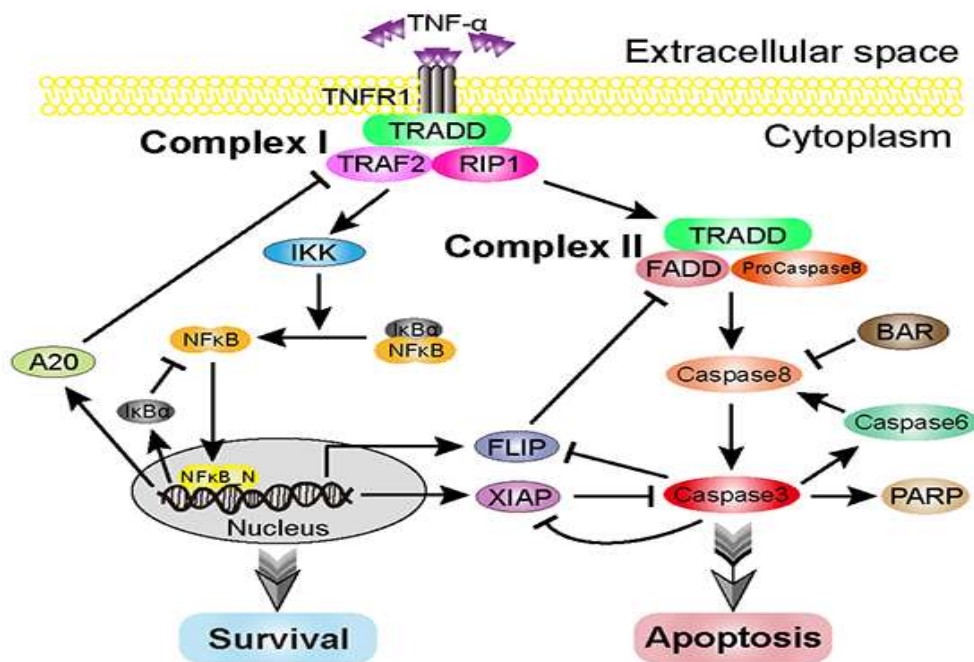 TNF-α
Extracellular space
TNFR1
TRADD
Cytoplasm
Complex I
TRAF2
RIP1
TRADD
Complex II
IKK
FADD
ProCaspase8
IκBα
NFκB
NFκB
BAR
A20
Caspase8
IκBα
Caspase6
FLIP
NFκB_N
XIAP
Caspase3
PARP
Nucleus
Survival
Apoptosis